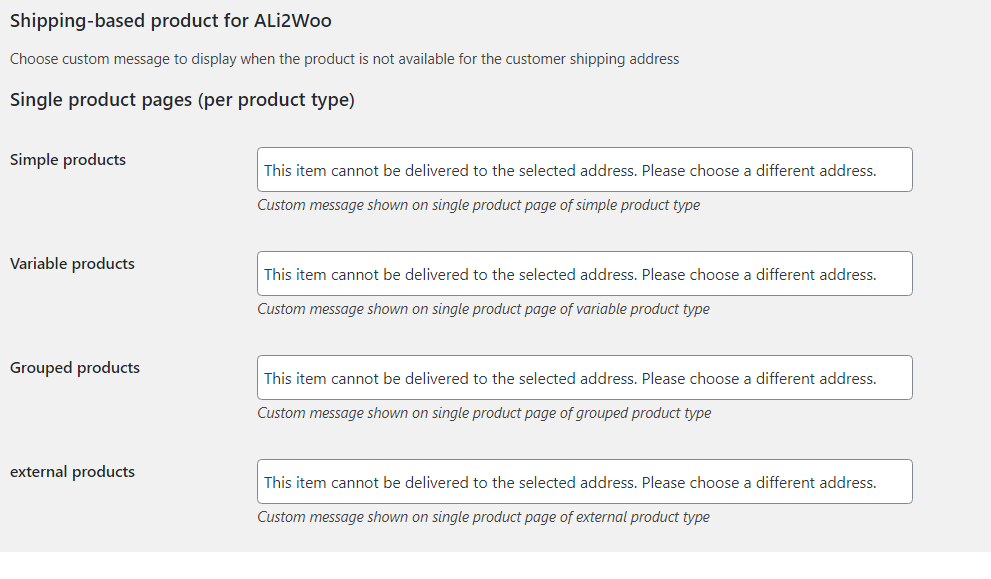 Shipping-based product for ALi2Woo
Choose custom message to display when the product is not available for the customer shipping address
Single product pages (per product type)
Simple products
This item cannot be delivered to the selected address. Please choose a different address.
Custom message shown on single product page of simple product type
Variable products
This item cannot be delivered to the selected address. Please choose a different address.
Custom message shown on single product page of variable product type
Grouped products
This item cannot be delivered to the selected address. Please choose a different address.
Custom message shown on single product page of grouped product type
external products
This item cannot be delivered to the selected address. Please choose a different address.
Custom message shown on single product page of external product type